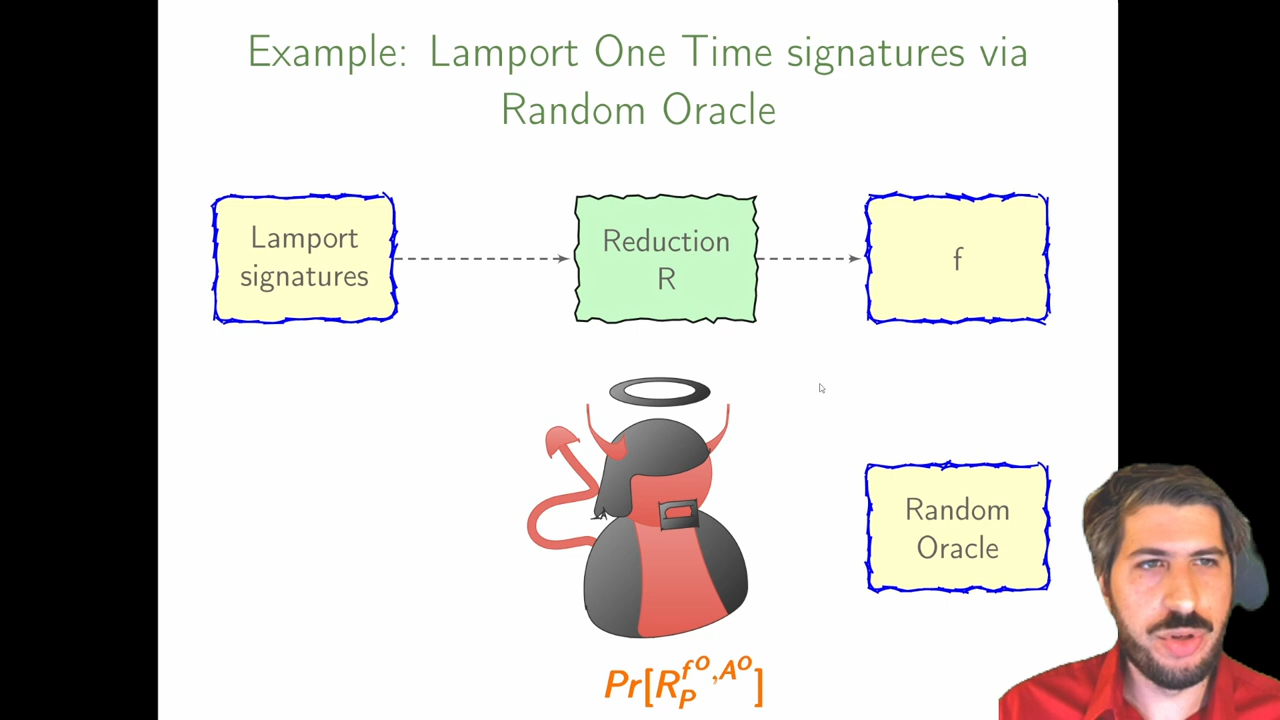 Example: Lamport One Time signatures via
Random Oracle
Lamport
signatures
Reduction
R
f
Random
Oracle
Pr[R_P^{f^O,A^O}]